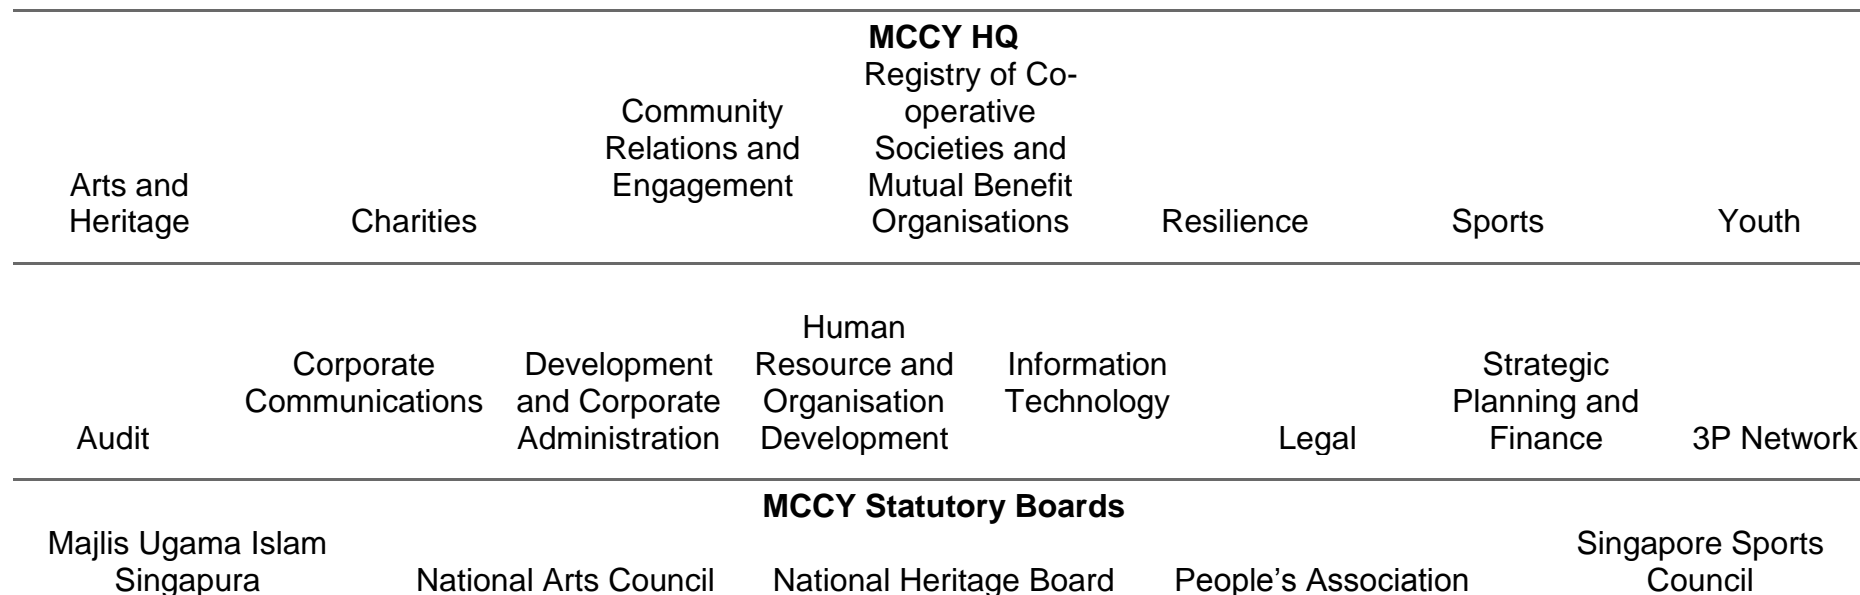 MCCY HQ
Arts and
Heritage
Charities
Community
Relations and
Engagement
Registry of Co-
operative
Societies and
Mutual Benefit
Organisations
Resilience
Sports
Youth
Audit
Corporate
Communications
Development
and Corporate
Administration
Human
Resource and
Organisation
Development
Information
Technology
Legal
Strategic
Planning and
Finance
3P Network
MCCY Statutory Boards
Majlis Ugama Islam
Singapura
National Arts Council
National Heritage Board
People’s Association
Singapore Sports
Council